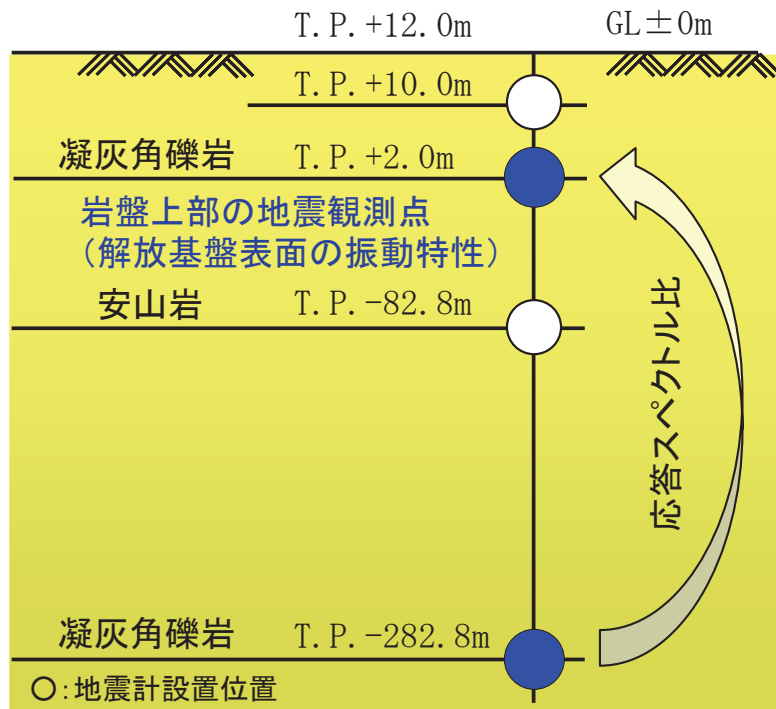 T.P.+12.0m GL±0m
T.P.+10.0m
凝灰角礫岩 T.P.+2.0m
岩盤上部の地震観測点
（解放基盤表面の振動特性）
安山岩 T.P.-82.8m
応答スペクトル比
凝灰角礫岩 T.P.-282.8m
○:地震計設置位置